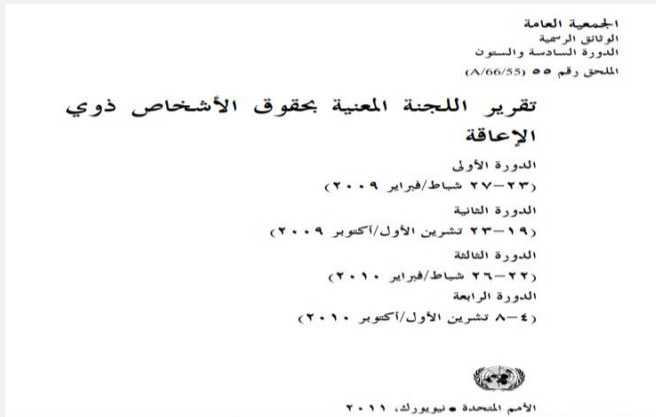 الجمعية العامة
الوثائق الرسمية
الدورة السادسة والستون
الملحق رقم ٥٥ (A/66/55)
تقرير اللجنة المعنية بحقوق الأشخاص ذوي
الإعاقة
الدورة الأولى
(٢٣-٢٧ شباط/فبراير ٢٠٠٩)
الدورة الثانية
(١٩-٢٣ تشرين الأول/أكتوبر ٢٠٠٩)
الدورة الثالثة
(٢٢-٢٦ شباط/فبراير ٢٠١٠)
الدورة الرابعة
(٤-٨ تشرين الأول/أكتوبر ٢٠١٠)
الأمم المتحدة • نيويورك، ٢٠١١